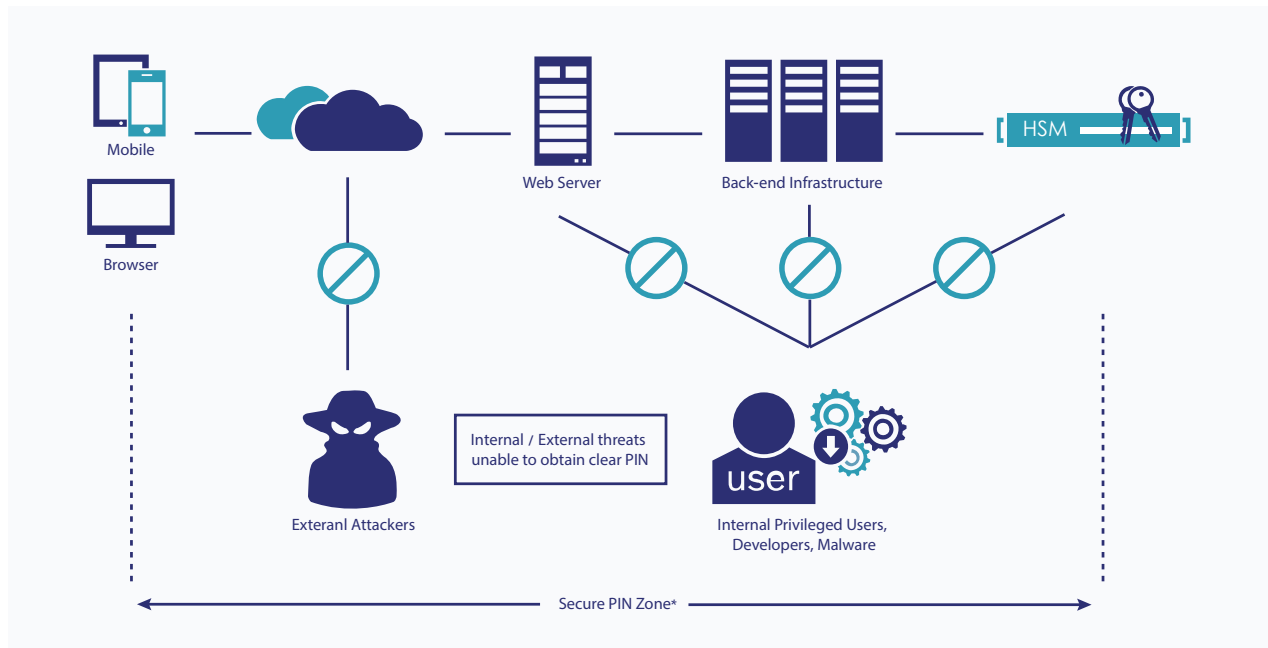 Mobile
Browser
Web Server
Back-end Infrastructure
HSM
Exteranl Attackers
Internal / External threats
unable to obtain clear PIN
user
Internal Privileged Users,
Developers, Malware
Secure PIN Zone*